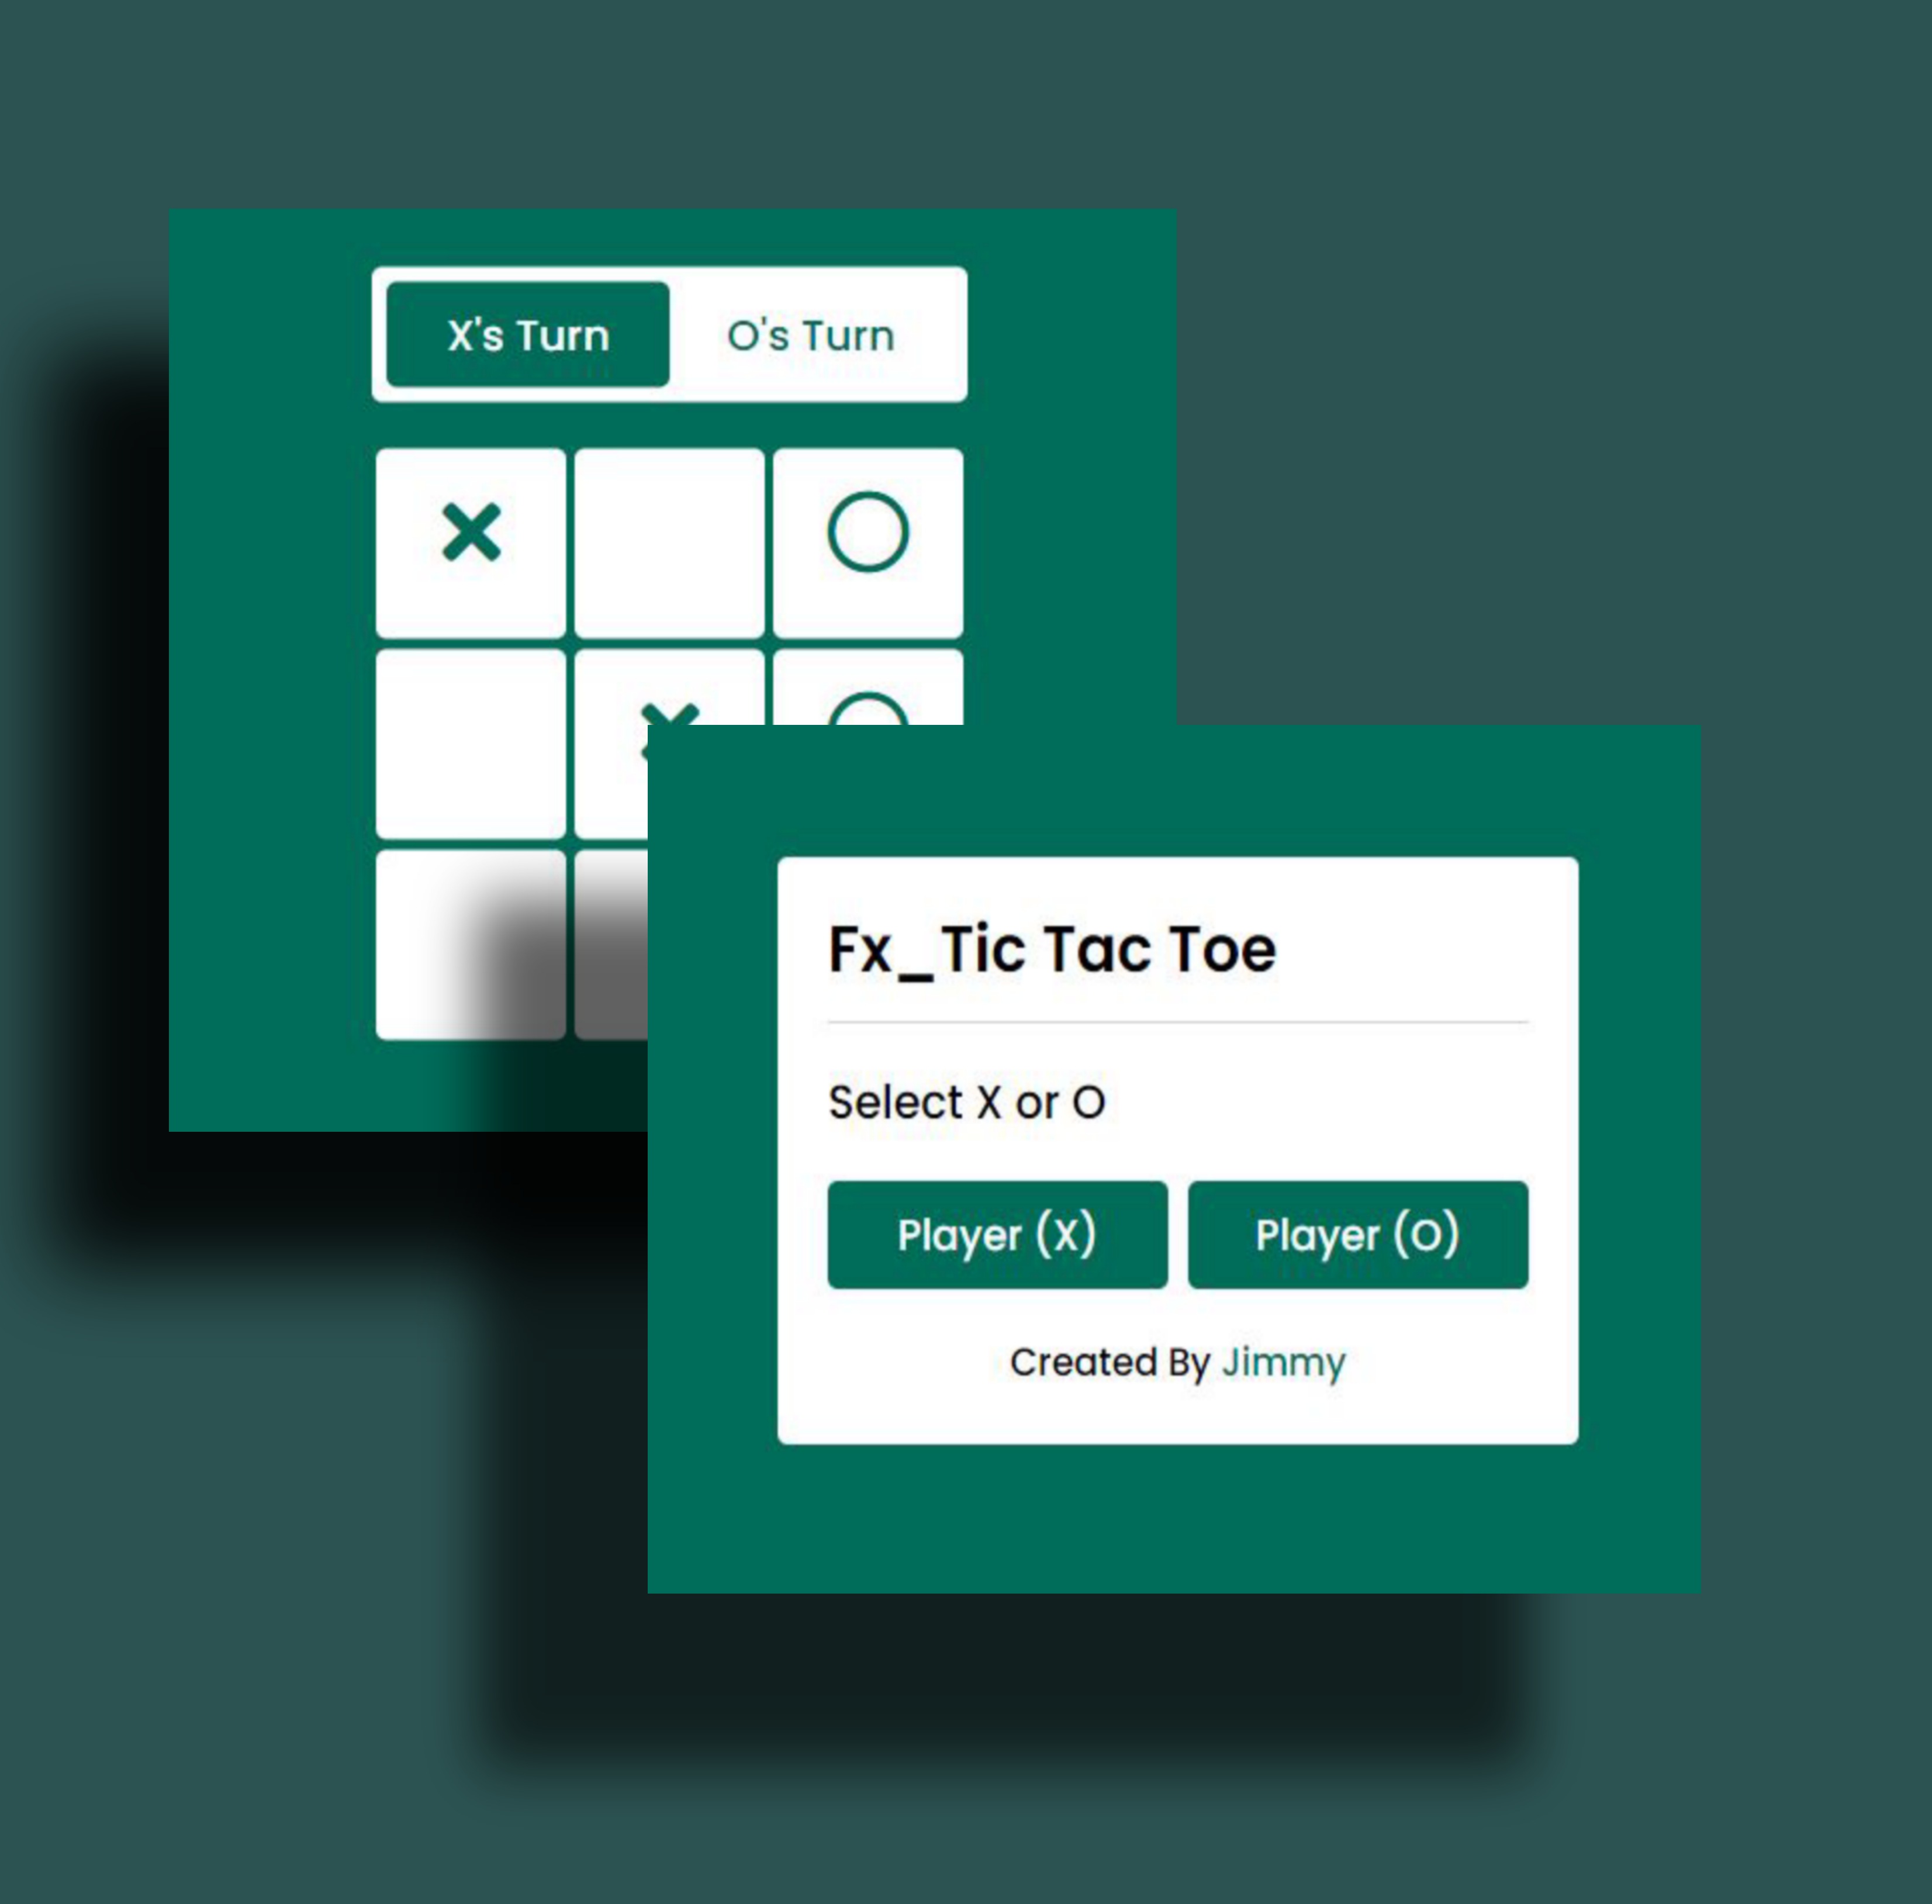 X's Turn O's Turn
Fx_Tic Tac Toe
Select X or O
Player (X) Player (O)
Created By Jimmy